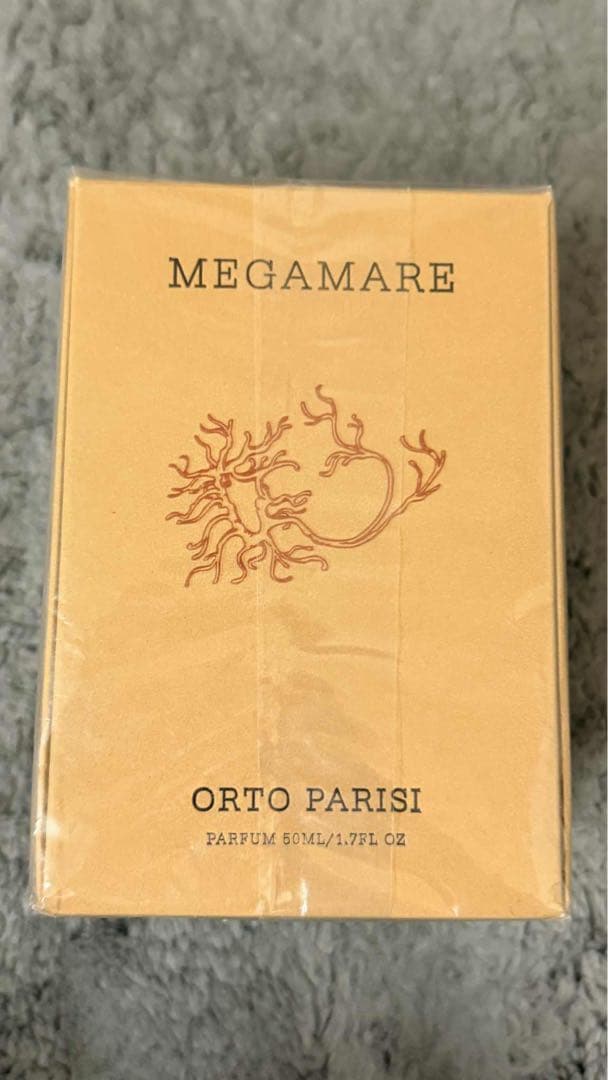 MEGAMARE
ORTO PARISI
PARFUM 50ML/1.7FL OZ